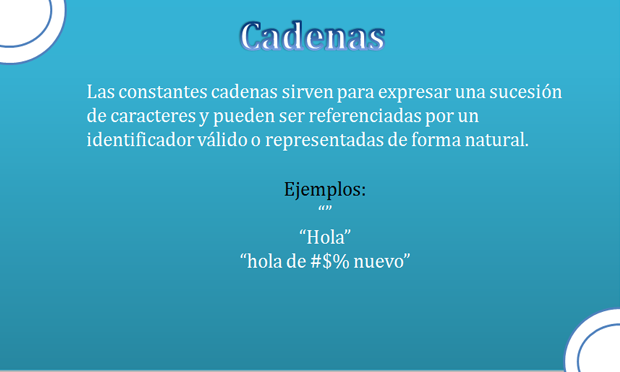 Cadenas
Las constantes cadenas sirven para expresar una sucesión
de caracteres y pueden ser referenciadas por un
identificador válido o representadas de forma natural.
Ejemplos:
“”
“Hola”
“hola de #$% nuevo”